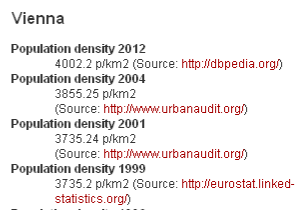 Vienna
Population density 2012
4002.2 p/km2 (Source: http://dbpedia.org/)
Population density 2004
3855.25 p/km2
(Source: http://www.urbanaudit.org/)
Population density 2001
3735.24 p/km2
(Source: http://www.urbanaudit.org/)
Population density 1999
3735.2 p/km2 (Source: http://eurostat.linked-
statistics.org/)